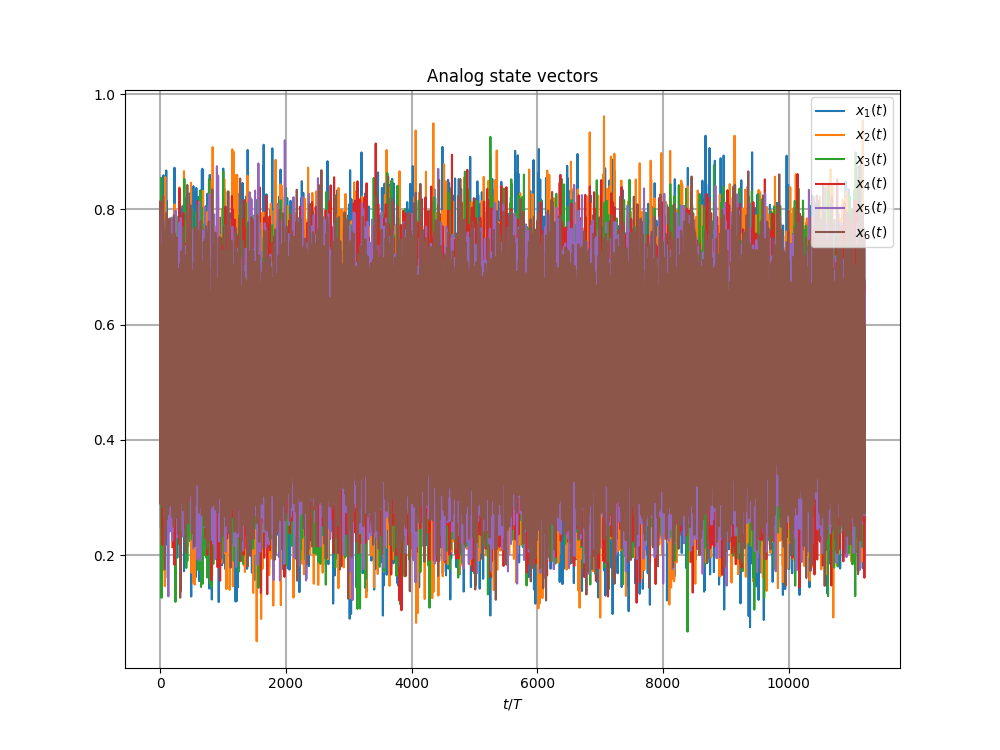 Analog state vectors
1.0
0.8
0.6
0.4
0.2
x₁(t)
x₂(t)
x₃(t)
x₄(t)
x₅(t)
x₆(t)
0 2000 4000 6000 8000 10000
t/T